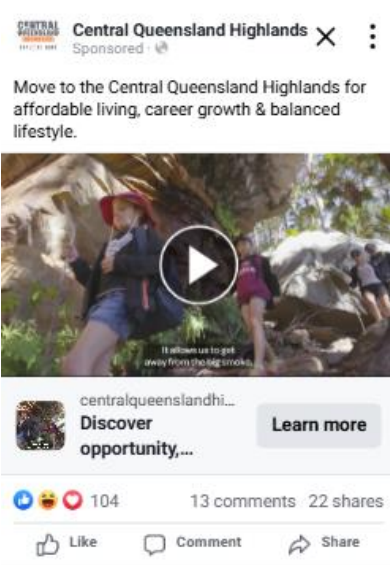 CENTRAL
QUEENSLAND
HIGHLANDS
Central Queensland Highlands
Sponsored ·
Move to the Central Queensland Highlands for
affordable living, career growth & balanced
lifestyle.
It allows us to get
away from the big smoke.
centralqueenslandhi...
Discover
opportunity,...
Learn more
104
13 comments 22 shares
Like Comment Share